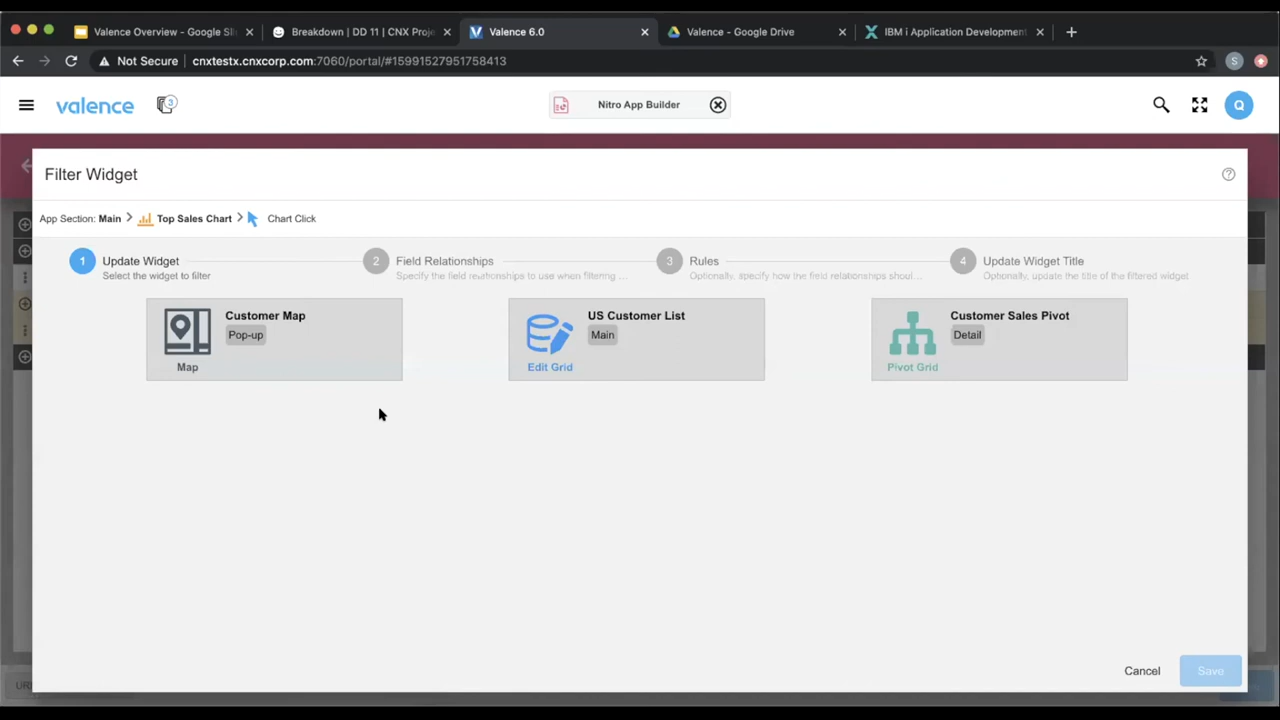 Valence Overview - Google Sli
Breakdown | DD 11 | CNX Proje
Valence 6.0
Valence - Google Drive
IBM i Application Development
Not Secure
cnxtestx.cnxcorp.com:7060/portal/#15991527951758413
S
valence
3
Nitro App Builder
Q
Filter Widget
App Section: Main > Top Sales Chart > Chart Click
1 Update Widget
Select the widget to filter
2 Field Relationships
Specify the field relationships to use when filtering ...
3 Rules
Optionally, specify how the field relationships shoul...
4 Update Widget Title
Optionally, update the title of the filtered widget
Customer Map
Pop-up
Map
US Customer List
Main
Edit Grid
Customer Sales Pivot
Detail
Pivot Grid
Cancel
Save